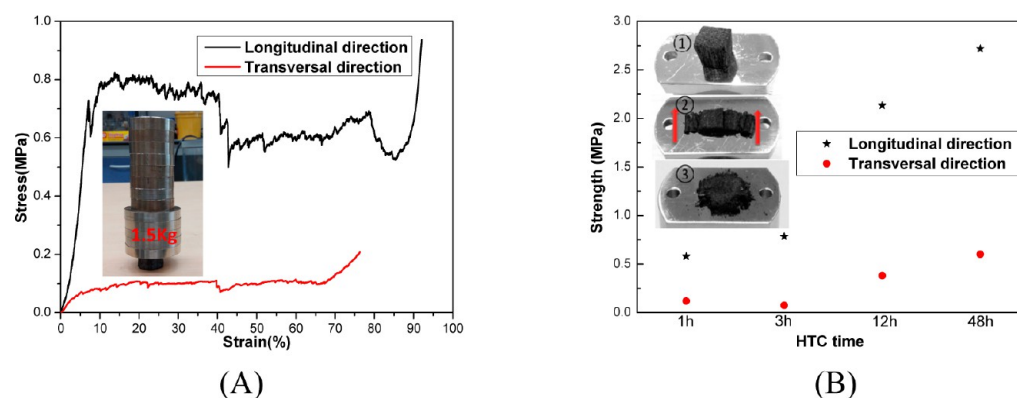 1.0
0.8
0.6
0.4
0.2
0.0
Stress(MPa)
Longitudinal direction
Transversal direction
1.5Kg
0 10 20 30 40 50 60 70 80 90 100
Strain(%)
(A)
3.0
2.5
2.0
1.5
1.0
0.5
0.0
Strength (MPa)
①
②
③
Longitudinal direction
Transversal direction
1h 3h 12h 48h
HTC time
(B)